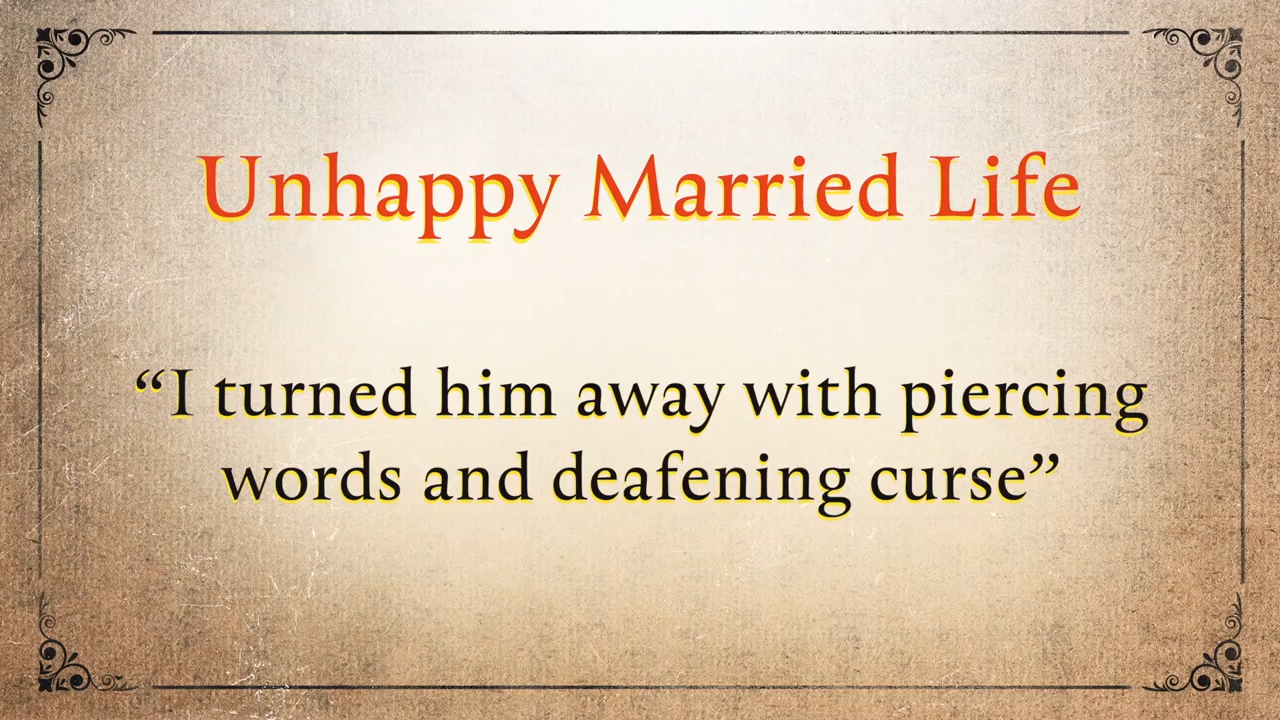 Unhappy Married Life
“I turned him away with piercing
words and deafening curse”